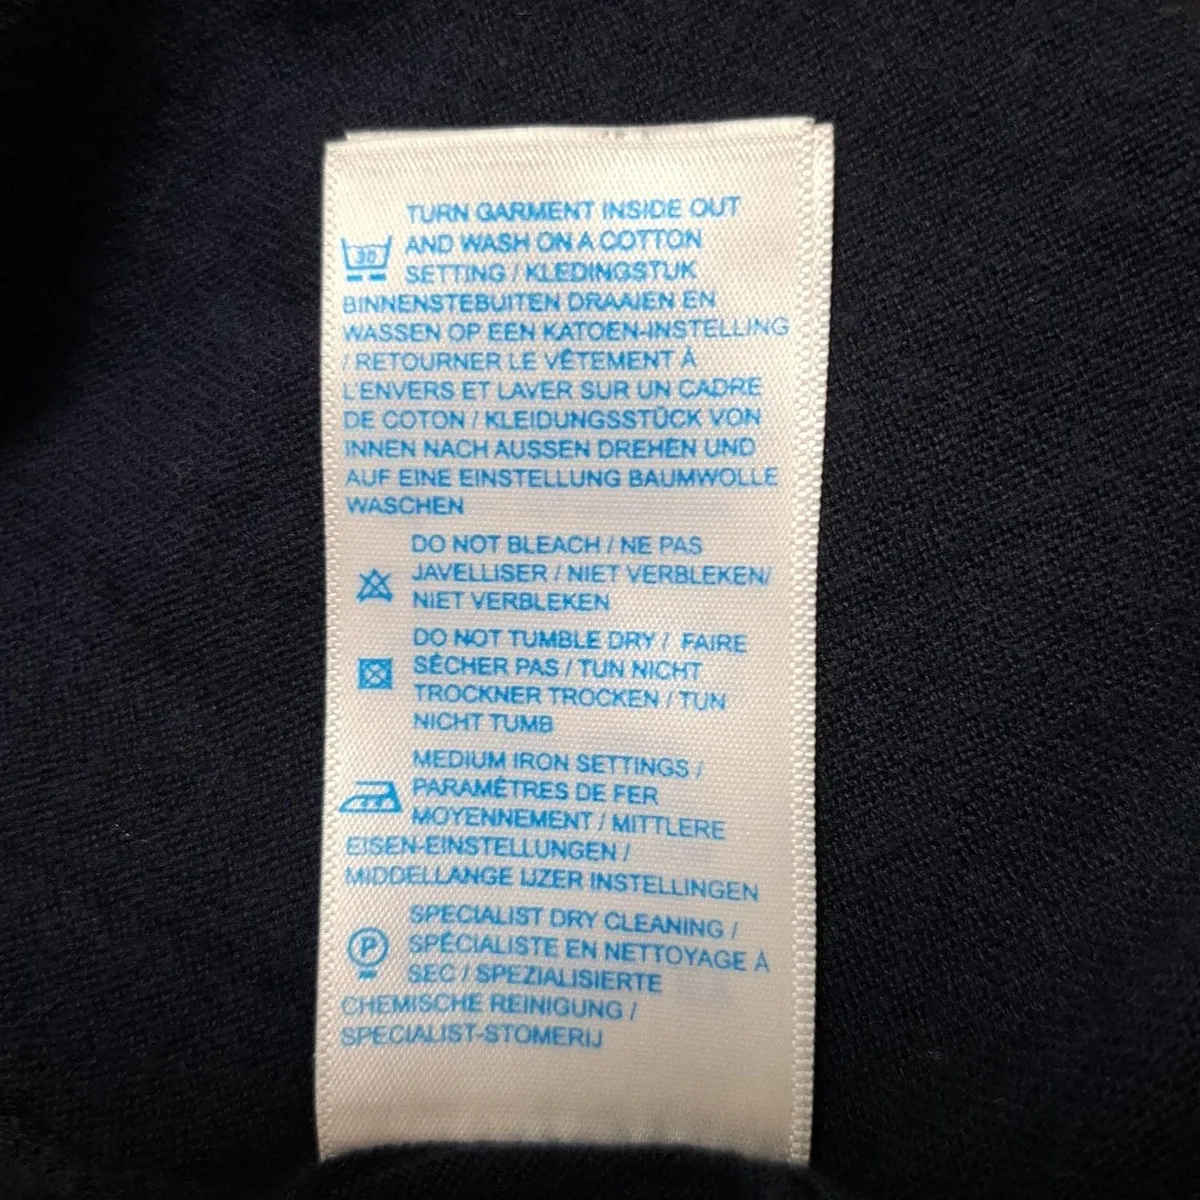 TURN GARMENT INSIDE OUT
30 AND WASH ON A COTTON
SETTING / KLEDINGSTUK
BINNENSTEBUITEN DRAAIEN EN
WASSEN OP EEN KATOEN-INSTELLING
/ RETOURNER LE VÊTEMENT À
L'ENVERS ET LAVER SUR UN CADRE
DE COTON / KLEIDUNGSSTÜCK VON
INNEN NACH AUSSEN DREHEN UND
AUF EINE EINSTELLUNG BAUMWOLLE
WASCHEN
DO NOT BLEACH / NE PAS
JAVELLISER / NIET VERBLEKEN/
NIET VERBLEKEN
DO NOT TUMBLE DRY / FAIRE
SÉCHER PAS / TUN NICHT
TROCKNER TROCKEN / TUN
NICHT TUMB
MEDIUM IRON SETTINGS /
PARAMÈTRES DE FER
MOYENNEMENT / MITTLERE
EISEN-EINSTELLUNGEN /
MIDDELLANGE IJZER INSTELLINGEN
SPECIALIST DRY CLEANING /
P SPÉCIALISTE EN NETTOYAGE À
SEC / SPEZIALISIERTE
CHEMISCHE REINIGUNG /
SPECIALIST-STOMERIJ